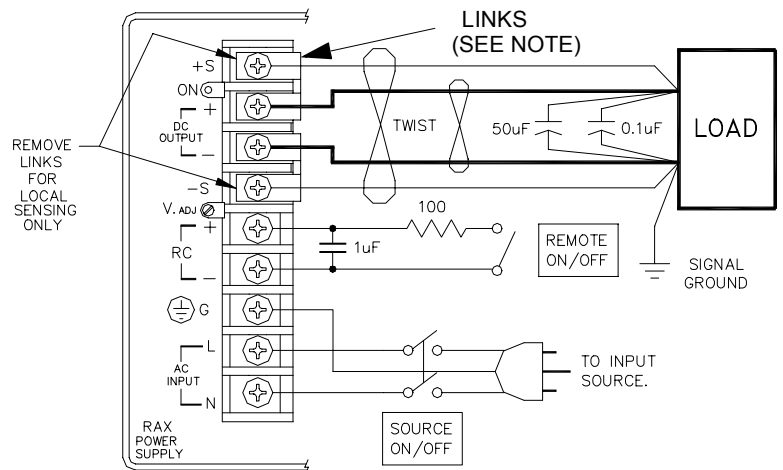 LINKS
(SEE NOTE)
+S
ON
+
DC
OUTPUT
–
-S
V. ADJ
+
RC
–
G
L
AC
INPUT
N
RAX
POWER
SUPPLY
REMOVE
LINKS
FOR
LOCAL
SENSING
ONLY
TWIST
50uF
0.1uF
LOAD
100
1uF
REMOTE
ON/OFF
SIGNAL
GROUND
TO INPUT
SOURCE.
SOURCE
ON/OFF